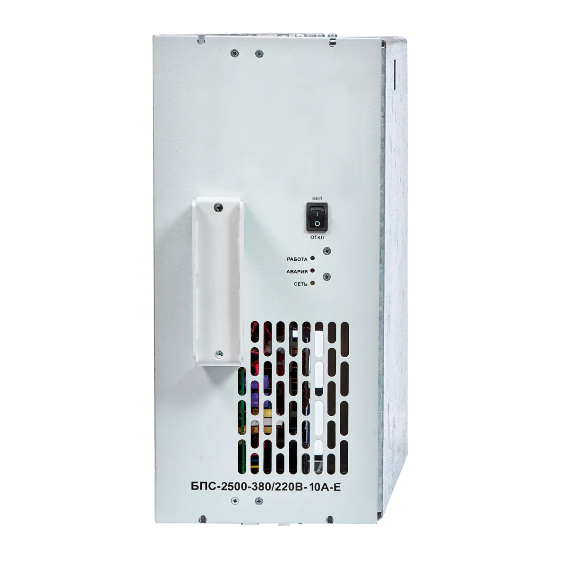 ВКЛ
I
O
ОТКЛ
РАБОТА
АВАРИЯ
СЕТЬ
БПС-2500-380/220В-10А-Е